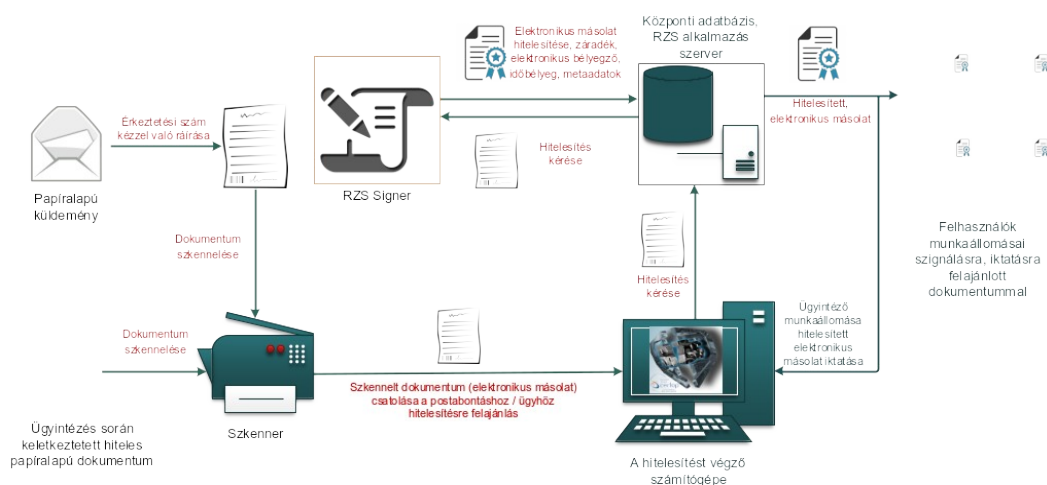 Elektronikus másolat
hitelesítése, záradék,
elektronikus bélyegző,
időbélyeg, metaadatok
Központi adatbázis,
RZS alkalmazás
szerver
Érkeztetési szám
kézzel való ráírása
Hitelesített,
elektronikus másolat
Hitelesítés
kérése
Papíralapú
küldemény
RZS Signer
Dokumentum
szkennelése
Hitelesítés
kérése
Felhasználók
munkaállomásai
szignálásra, iktatásra
felajánlott
dokumentummal
Dokumentum
szkennelése
Ügyintéző
munkaállomása
hitelesített
elektronikus
másolat iktatása
Szkennelt dokumentum (elektronikus másolat)
csatolása a postabontáshoz / ügyhöz
hitelesítésre felajánlás
Ügyintézés során
keletkeztetett hiteles
papíralapú dokumentum
Szkenner
A hitelesítést végző
számítógépe